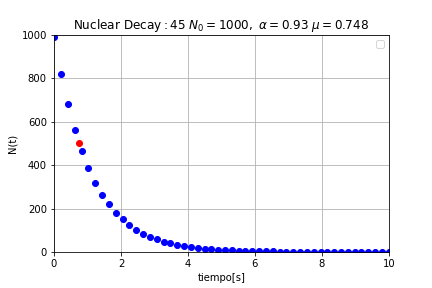 Nuclear Decay : 45 N₀ = 1000, α = 0.93 μ = 0.748
N(t)
1000
800
600
400
200
0
0 2 4 6 8 10
tiempo[s]